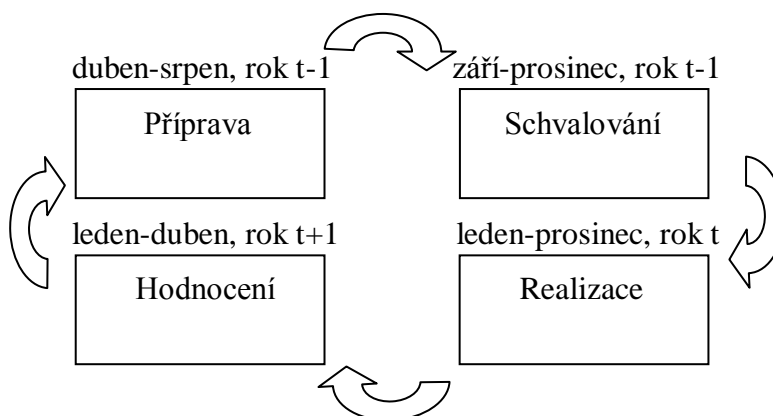 duben-srpen, rok t-1
září-prosinec, rok t-1
Příprava
Schvalování
leden-duben, rok t+1
leden-prosinec, rok t
Hodnocení
Realizace